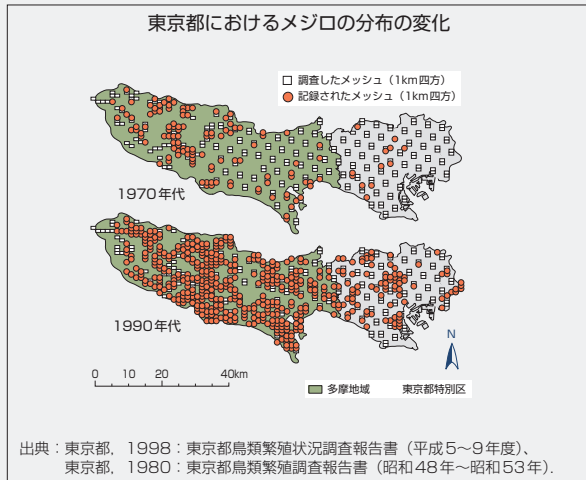 東京都におけるメジロの分布の変化
調査したメッシュ（1km四方）
記録されたメッシュ（1km四方）
1970年代
1990年代
N
0 10 20 40km
多摩地域 東京都特別区
出典：東京都，1998：東京都鳥類繁殖状況調査報告書（平成5〜9年度）、
東京都，1980：東京都鳥類繁殖調査報告書（昭和48年〜昭和53年）．